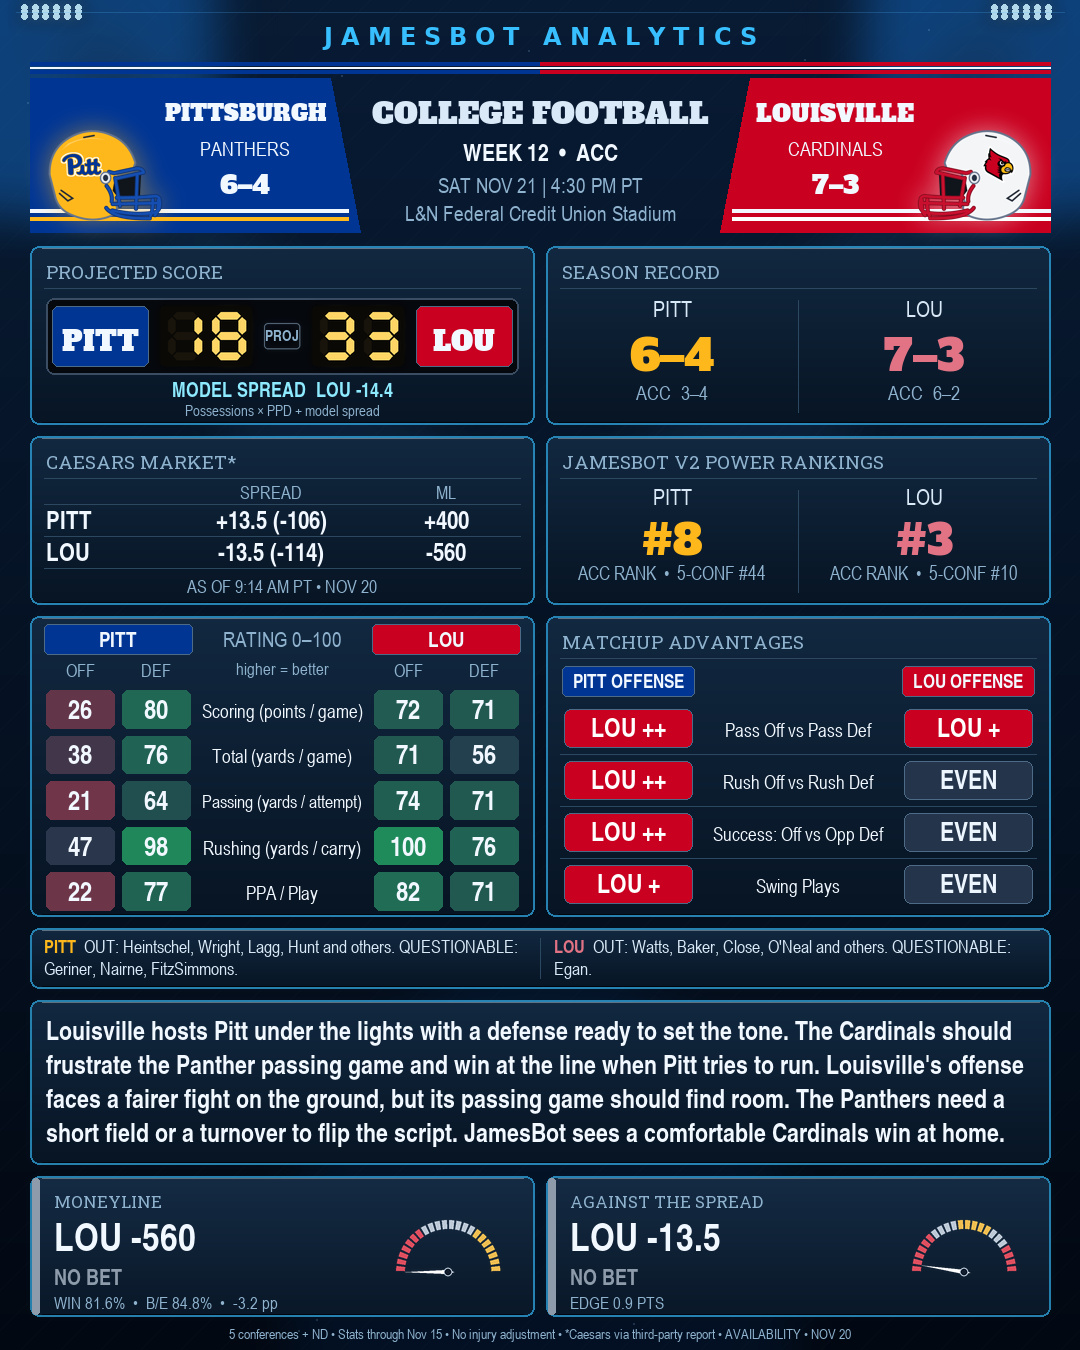 JAMESBOT ANALYTICS
PITTSBURGH
PANTHERS
6–4
Pitt
COLLEGE FOOTBALL
WEEK 12 • ACC
SAT NOV 21 | 4:30 PM PT
L&N Federal Credit Union Stadium
LOUISVILLE
CARDINALS
7–3
PROJECTED SCORE
PITT 18 PROJ 33 LOU
MODEL SPREAD LOU -14.4
Possessions × PPD + model spread
SEASON RECORD
PITT LOU
6–4 7–3
ACC 3–4 ACC 6–2
CAESARS MARKET*
SPREAD ML
PITT +13.5 (-106) +400
LOU -13.5 (-114) -560
AS OF 9:14 AM PT • NOV 20
JAMESBOT V2 POWER RANKINGS
PITT LOU
#8 #3
ACC RANK • 5-CONF #44 ACC RANK • 5-CONF #10
PITT RATING 0–100 LOU
OFF DEF higher = better OFF DEF
26 80 Scoring (points / game) 72 71
38 76 Total (yards / game) 71 56
21 64 Passing (yards / attempt) 74 71
47 98 Rushing (yards / carry) 100 76
22 77 PPA / Play 82 71
MATCHUP ADVANTAGES
PITT OFFENSE LOU OFFENSE
LOU ++ Pass Off vs Pass Def LOU +
LOU ++ Rush Off vs Rush Def EVEN
LOU ++ Success: Off vs Opp Def EVEN
LOU + Swing Plays EVEN
PITT OUT: Heintschel, Wright, Lagg, Hunt and others. QUESTIONABLE:
Geriner, Nairne, FitzSimmons.
LOU OUT: Watts, Baker, Close, O'Neal and others. QUESTIONABLE:
Egan.
Louisville hosts Pitt under the lights with a defense ready to set the tone. The Cardinals should
frustrate the Panther passing game and win at the line when Pitt tries to run. Louisville's offense
faces a fairer fight on the ground, but its passing game should find room. The Panthers need a
short field or a turnover to flip the script. JamesBot sees a comfortable Cardinals win at home.
MONEYLINE
LOU -560
NO BET
WIN 81.6% • B/E 84.8% • -3.2 pp
AGAINST THE SPREAD
LOU -13.5
NO BET
EDGE 0.9 PTS
5 conferences + ND • Stats through Nov 15 • No injury adjustment • *Caesars via third-party report • AVAILABILITY • NOV 20